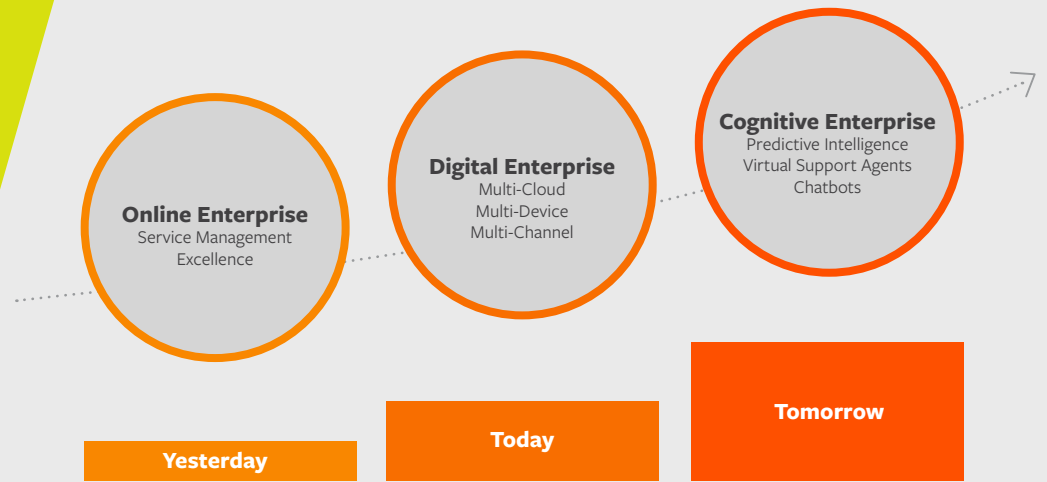 Online Enterprise
Service Management
Excellence
Digital Enterprise
Multi-Cloud
Multi-Device
Multi-Channel
Cognitive Enterprise
Predictive Intelligence
Virtual Support Agents
Chatbots
Yesterday
Today
Tomorrow